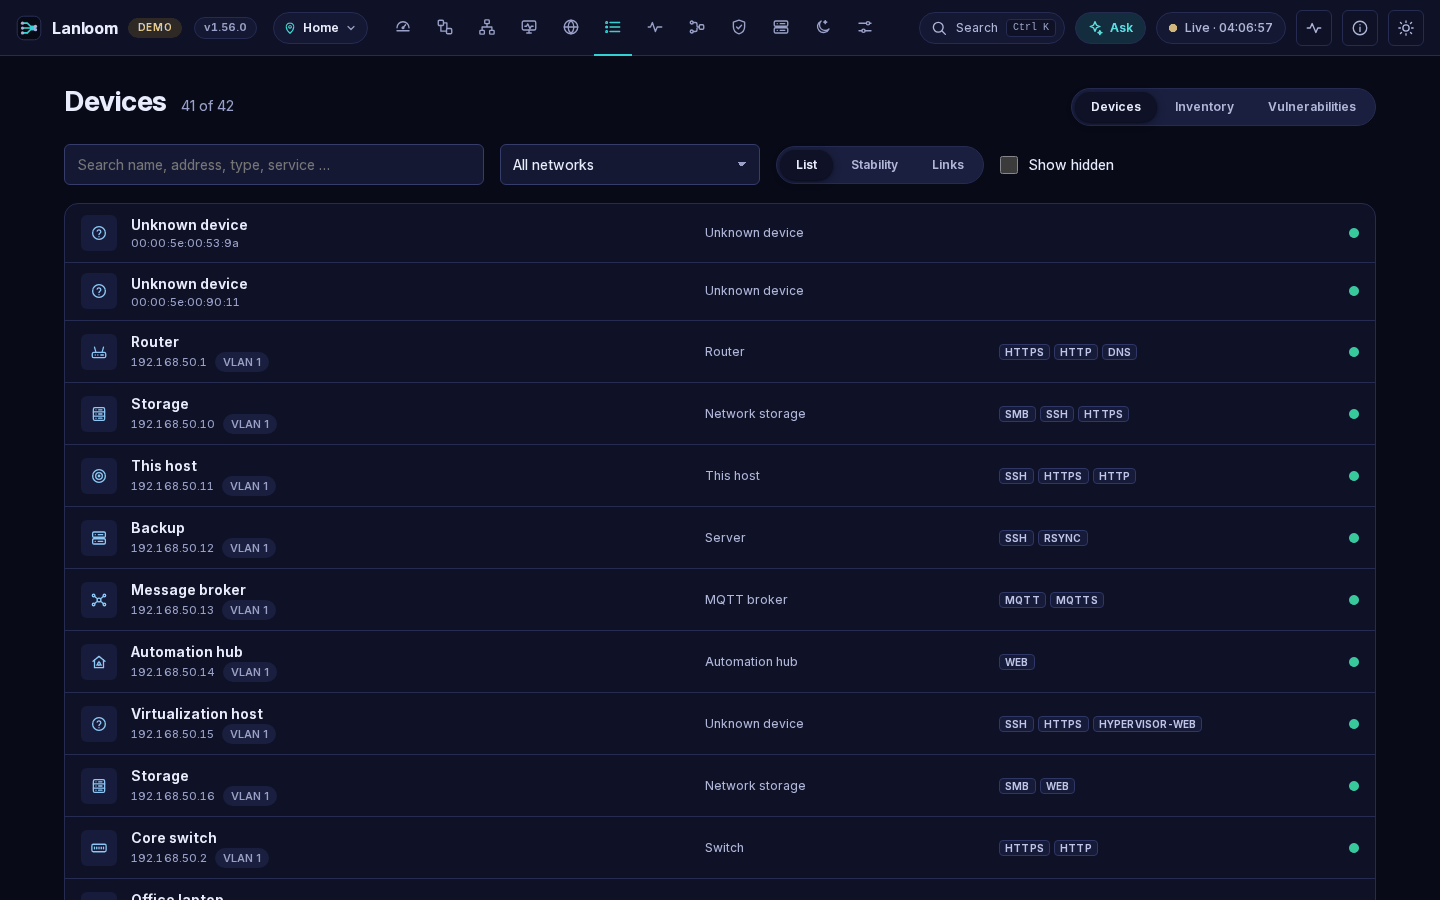 Lanloom DEMO v1.56.0 Home Search Ctrl K Ask Live · 04:06:57
Devices 41 of 42 Devices Inventory Vulnerabilities
Search name, address, type, service ... All networks List Stability Links Show hidden
Unknown device
00:00:5e:00:53:9a
Unknown device
Unknown device
00:00:5e:00:90:11
Unknown device
Router
192.168.50.1 VLAN 1
Router
HTTPS HTTP DNS
Storage
192.168.50.10 VLAN 1
Network storage
SMB SSH HTTPS
This host
192.168.50.11 VLAN 1
This host
SSH HTTPS HTTP
Backup
192.168.50.12 VLAN 1
Server
SSH RSYNC
Message broker
192.168.50.13 VLAN 1
MQTT broker
MQTT MQTTS
Automation hub
192.168.50.14 VLAN 1
Automation hub
WEB
Virtualization host
192.168.50.15 VLAN 1
Unknown device
SSH HTTPS HYPERVISOR-WEB
Storage
192.168.50.16 VLAN 1
Network storage
SMB WEB
Core switch
192.168.50.2 VLAN 1
Switch
HTTPS HTTP
Office laptop